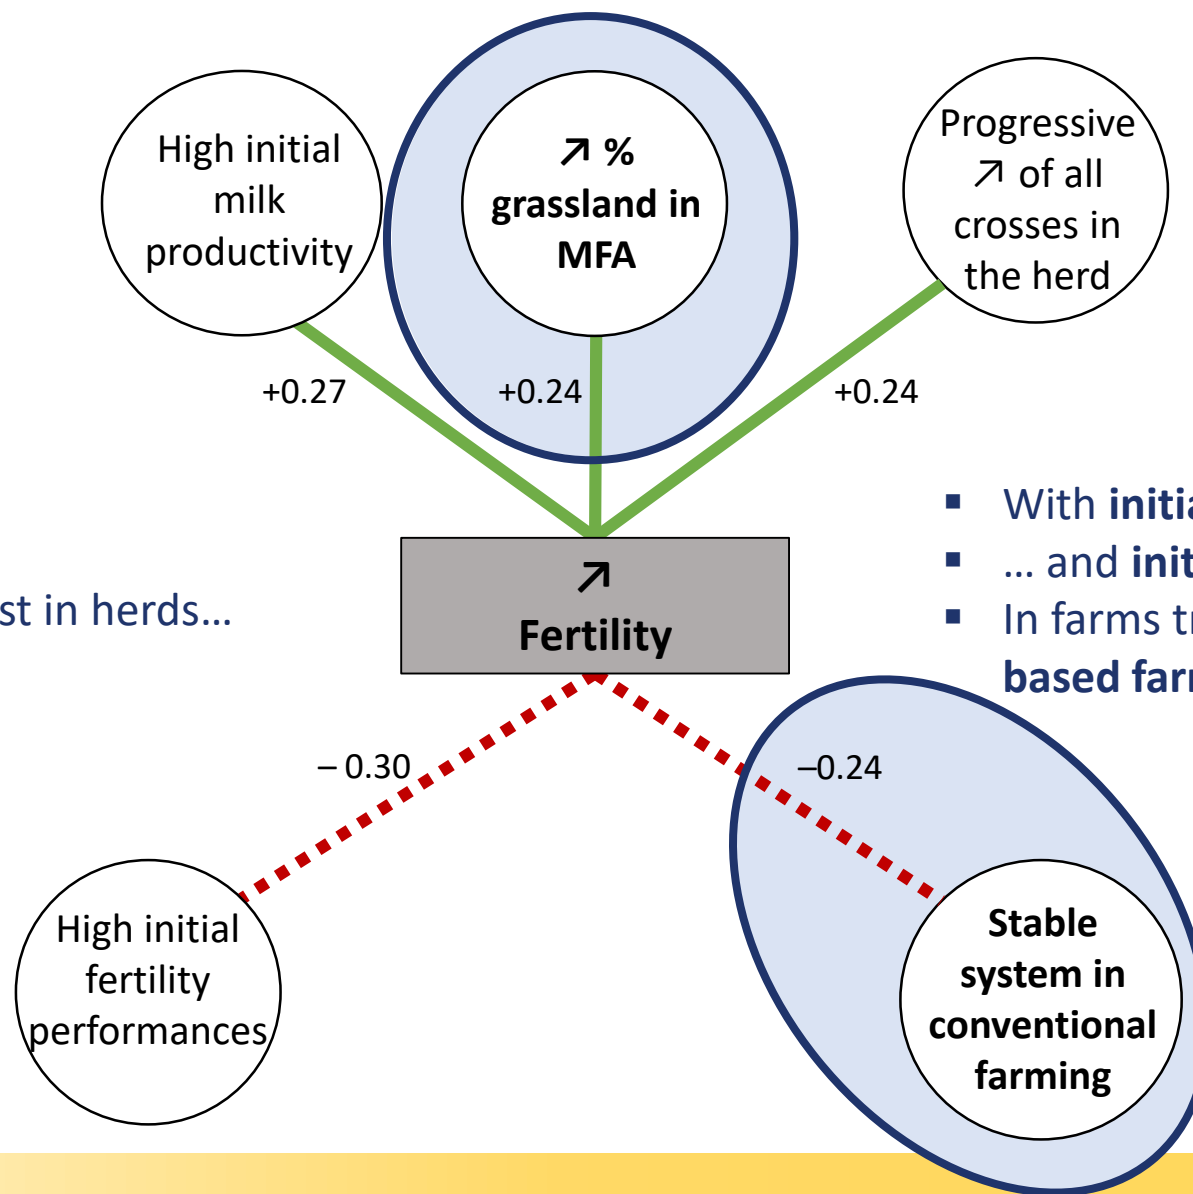 High initial
milk
productivity
↗ %
grassland in
MFA
Progressive
↗ of all
crosses in
the herd
+0.27
+0.24
+0.24
▪ With
▪ … and
st in herds…
▪ In farms
based
↗
Fertility
– 0.30
–0.24
High initial
fertility
performances
Stable
system in
conventional
farming